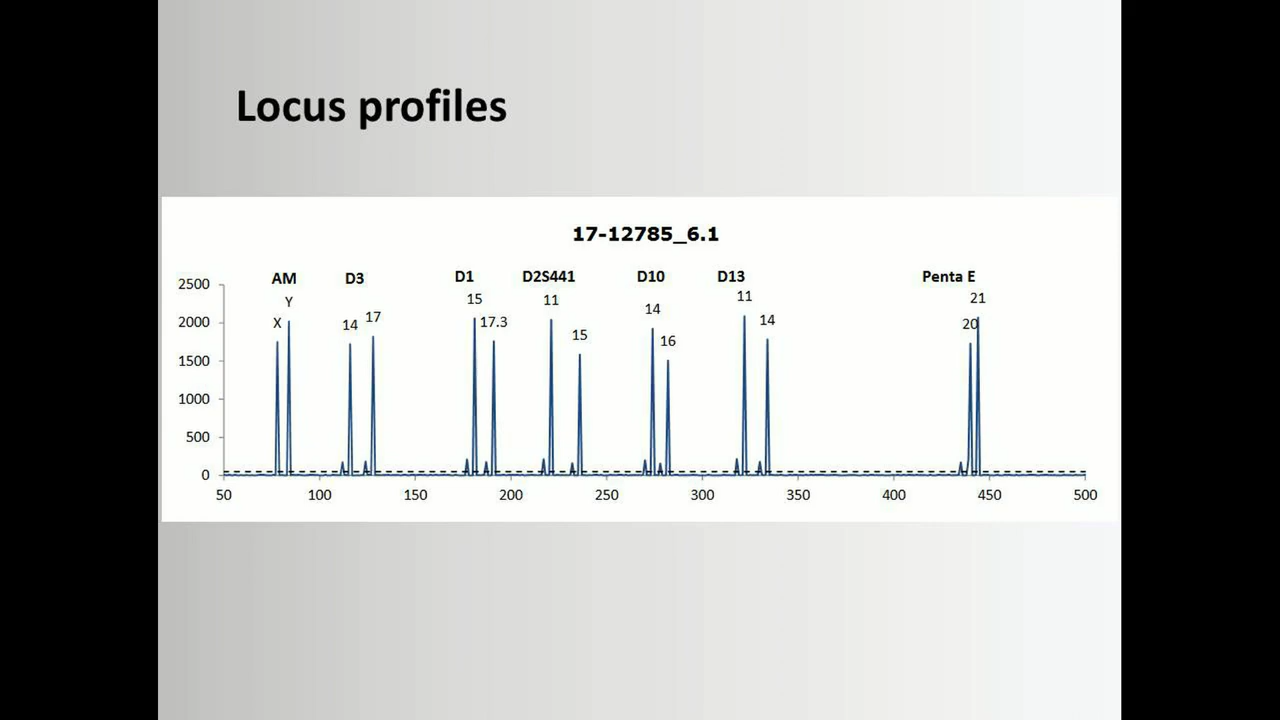 Locus profiles
17-12785_6.1
AM D3 D1 D2S441 D10 D13 Penta E
2500
2000
1500
1000
500
0
X Y 14 17 15 17.3 11 15 14 16 11 14 20 21
50 100 150 200 250 300 350 400 450 500